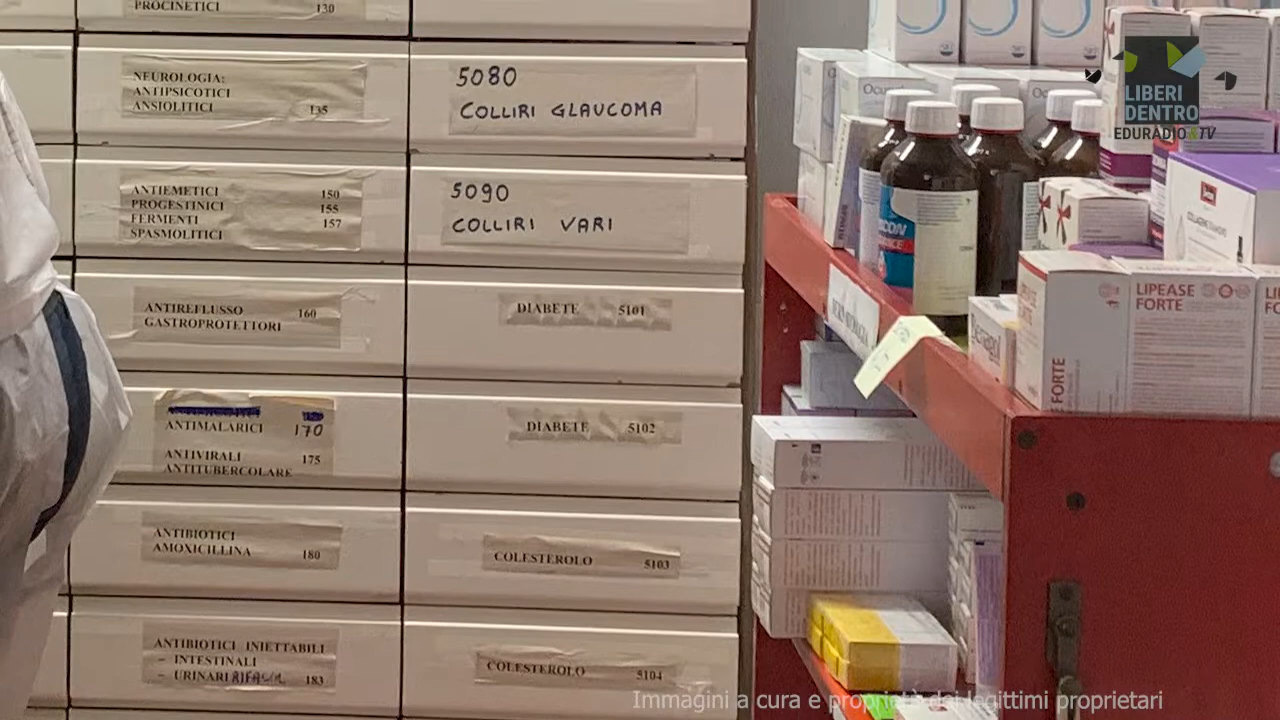 PROCINETICI 130
NEUROLOGIA:
ANTIPSICOTICI
ANSIOLITICI 135
ANTIEMETICI 150
PROGESTINICI 155
FERMENTI 157
SPASMOLITICI
ANTIREFLUSSO 160
GASTROPROTETTORI
ANTIMALARICI 170
ANTIVIRALI 175
ANTITUBERCOLARE
ANTIBIOTICI
AMOXICILLINA 180
ANTIBIOTICI INIETTABILI
- INTESTINALI
- URINARI 183
5080
COLLIRI GLAUCOMA
5090
COLLIRI VARI
DIABETE 5101
DIABETE 5102
COLESTEROLO 5103
COLESTEROLO 5104
LIBERI
DENTRO
EDURADIO&TV
LIPEASE
FORTE
FORTE
Immagini a cura e proprietà dei legittimi proprietari